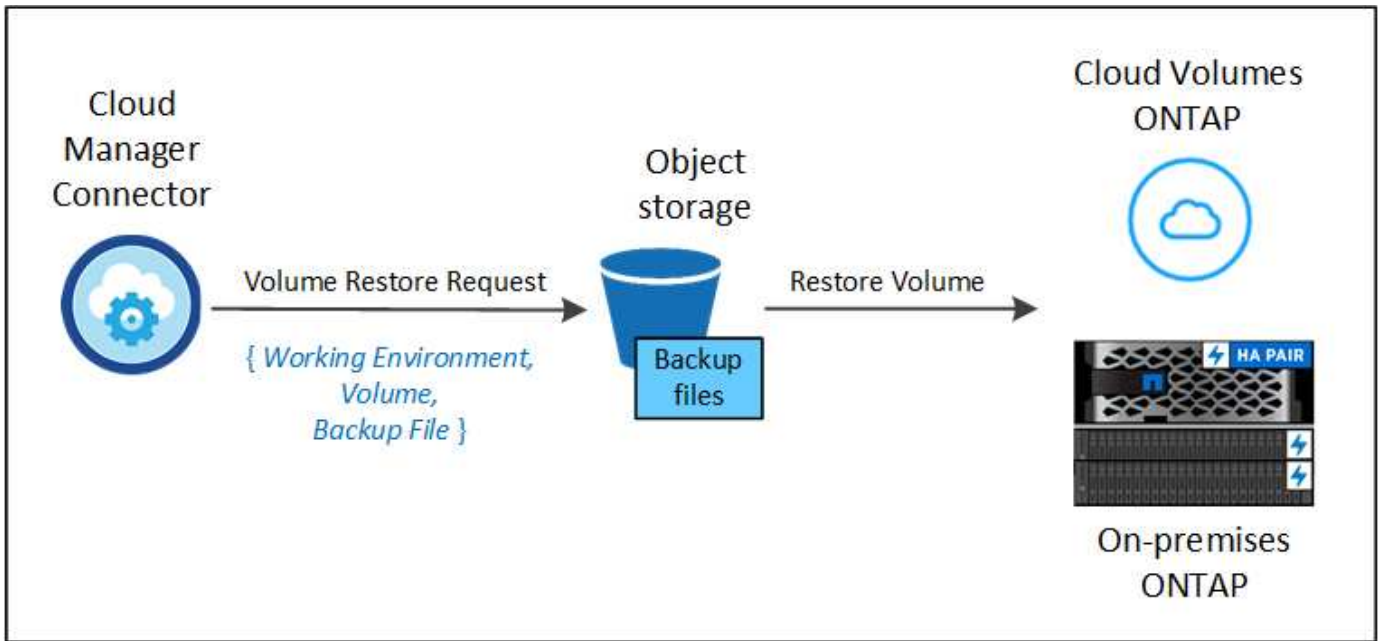 Cloud
Manager
Connector
Volume Restore Request
{ Working Environment,
Volume,
Backup File }
Object
storage
Backup
files
Restore Volume
Cloud Volumes
ONTAP
HA PAIR
On-premises
ONTAP